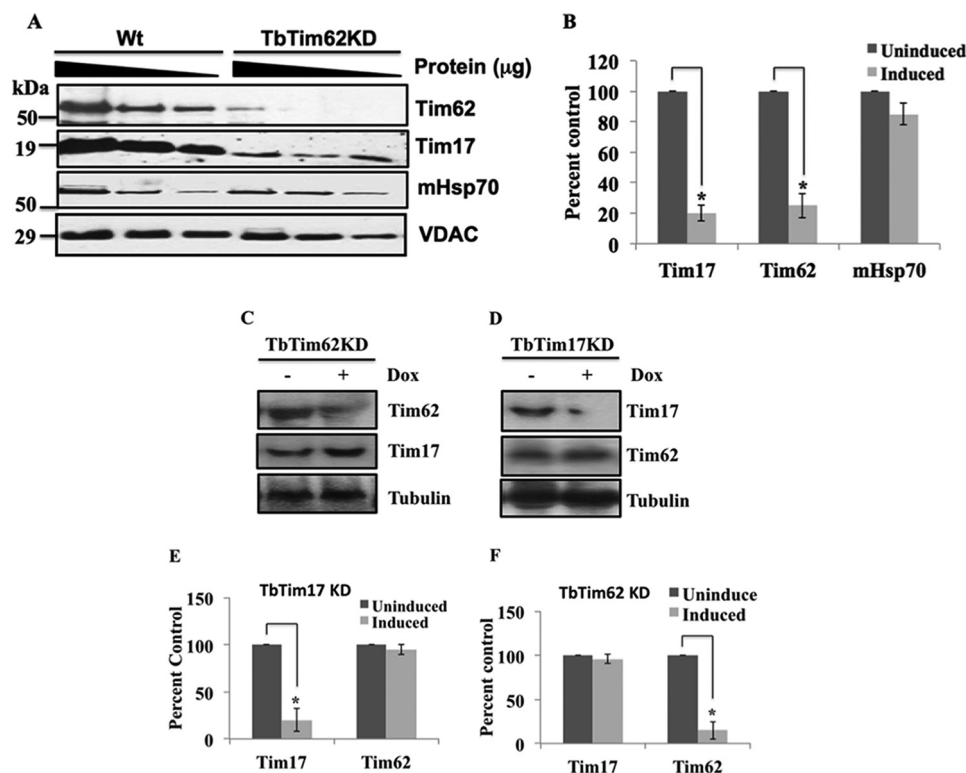 A
Wt TbTim62KD
Protein (μg)
kDa
50
Tim62
19
Tim17
50
mHsp70
29
VDAC
B
Uninduced
Induced
Percent control
120
100
80
60
40
20
0
*
*
Tim17 Tim62 mHsp70
C
TbTim62KD
- + Dox
Tim62
Tim17
Tubulin
D
TbTim17KD
- + Dox
Tim17
Tim62
Tubulin
E
TbTim17 KD
Uninduced
Induced
Percent Control
150
100
50
0
*
Tim17 Tim62
F
TbTim62 KD
Uninduce
Induced
Percent control
150
100
50
0
*
Tim17 Tim62